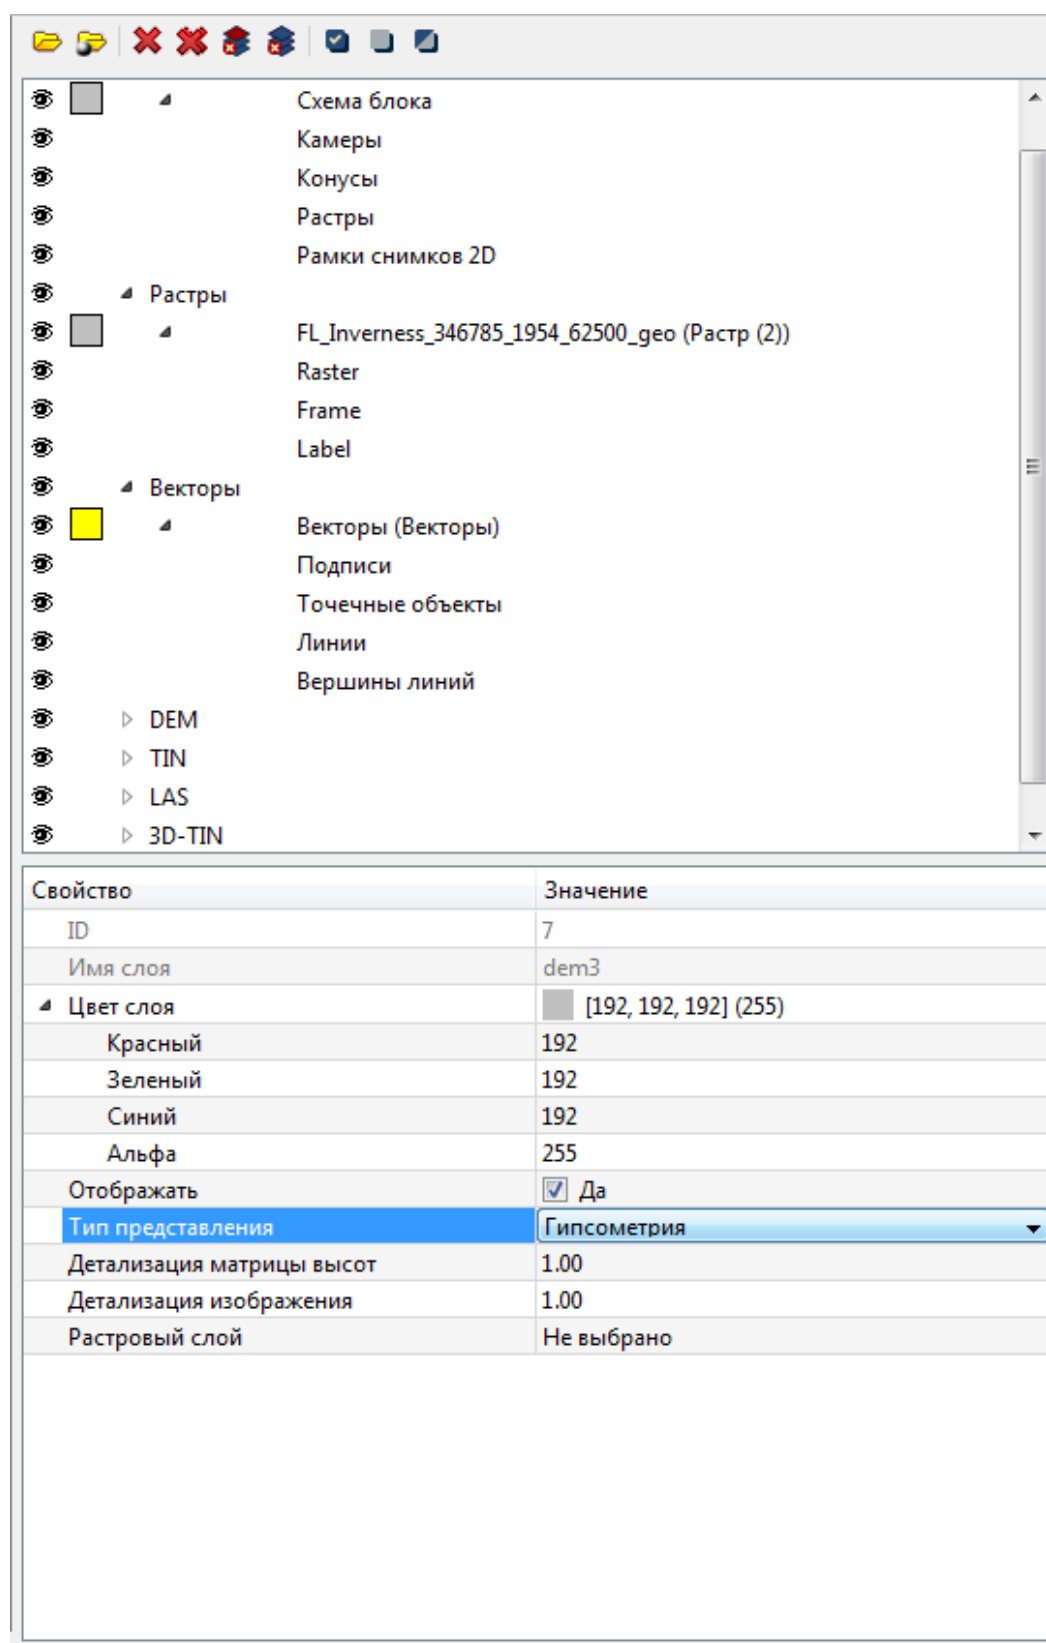 Схема блока
Камеры
Конусы
Растры
Рамки снимков 2D
Растры
FL_Inverness_346785_1954_62500_geo (Растр (2))
Raster
Frame
Label
Векторы
Векторы (Векторы)
Подписи
Точечные объекты
Линии
Вершины линий
DEM
TIN
LAS
3D-TIN
Свойство Значение
ID 7
Имя слоя dem3
Цвет слоя [192, 192, 192] (255)
Красный 192
Зеленый 192
Синий 192
Альфа 255
Отображать Да
Тип представления Гипсометрия
Детализация матрицы высот 1.00
Детализация изображения 1.00
Растровый слой Не выбрано